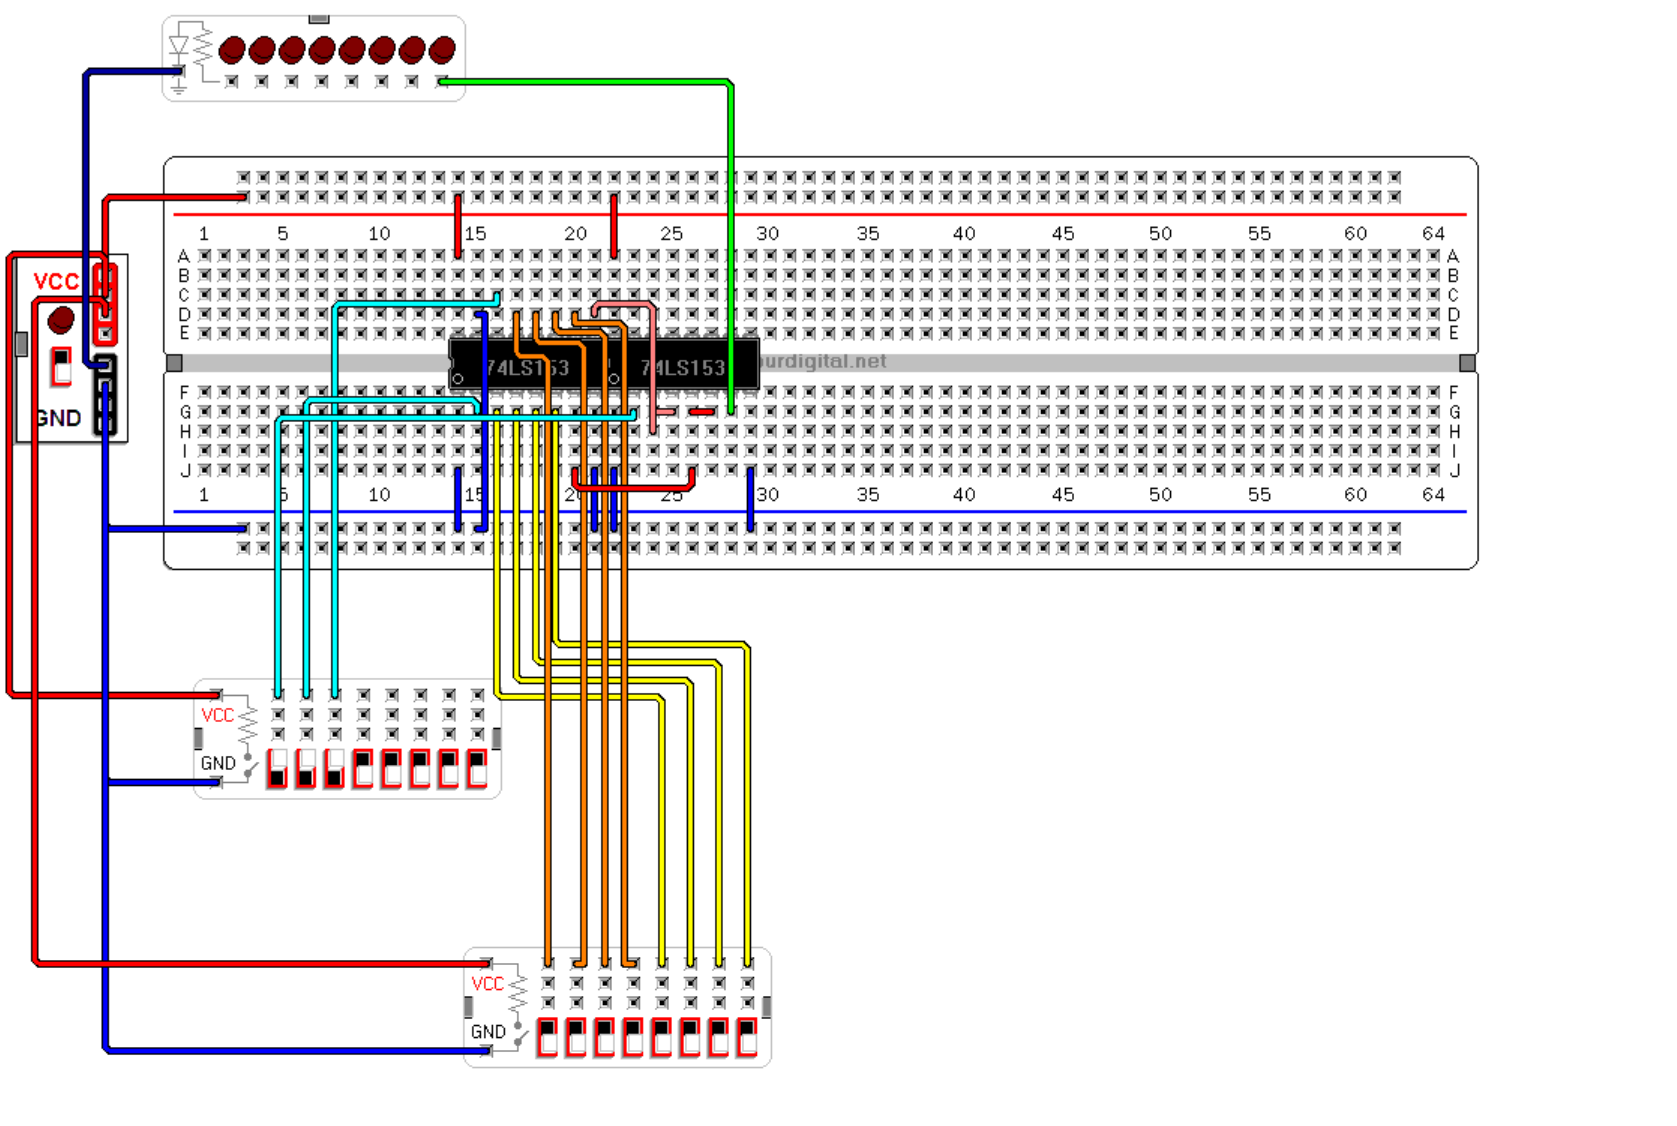 1 5 10 15 20 25 30 35 40 45 50 55 60 64
A A
B B
C C
D D
E E
VCC
GND
74LS153 74LS153 ourdigital.net
F F
G G
H H
I I
J J
1 5 10 15 20 25 30 35 40 45 50 55 60 64
VCC
GND
VCC
GND